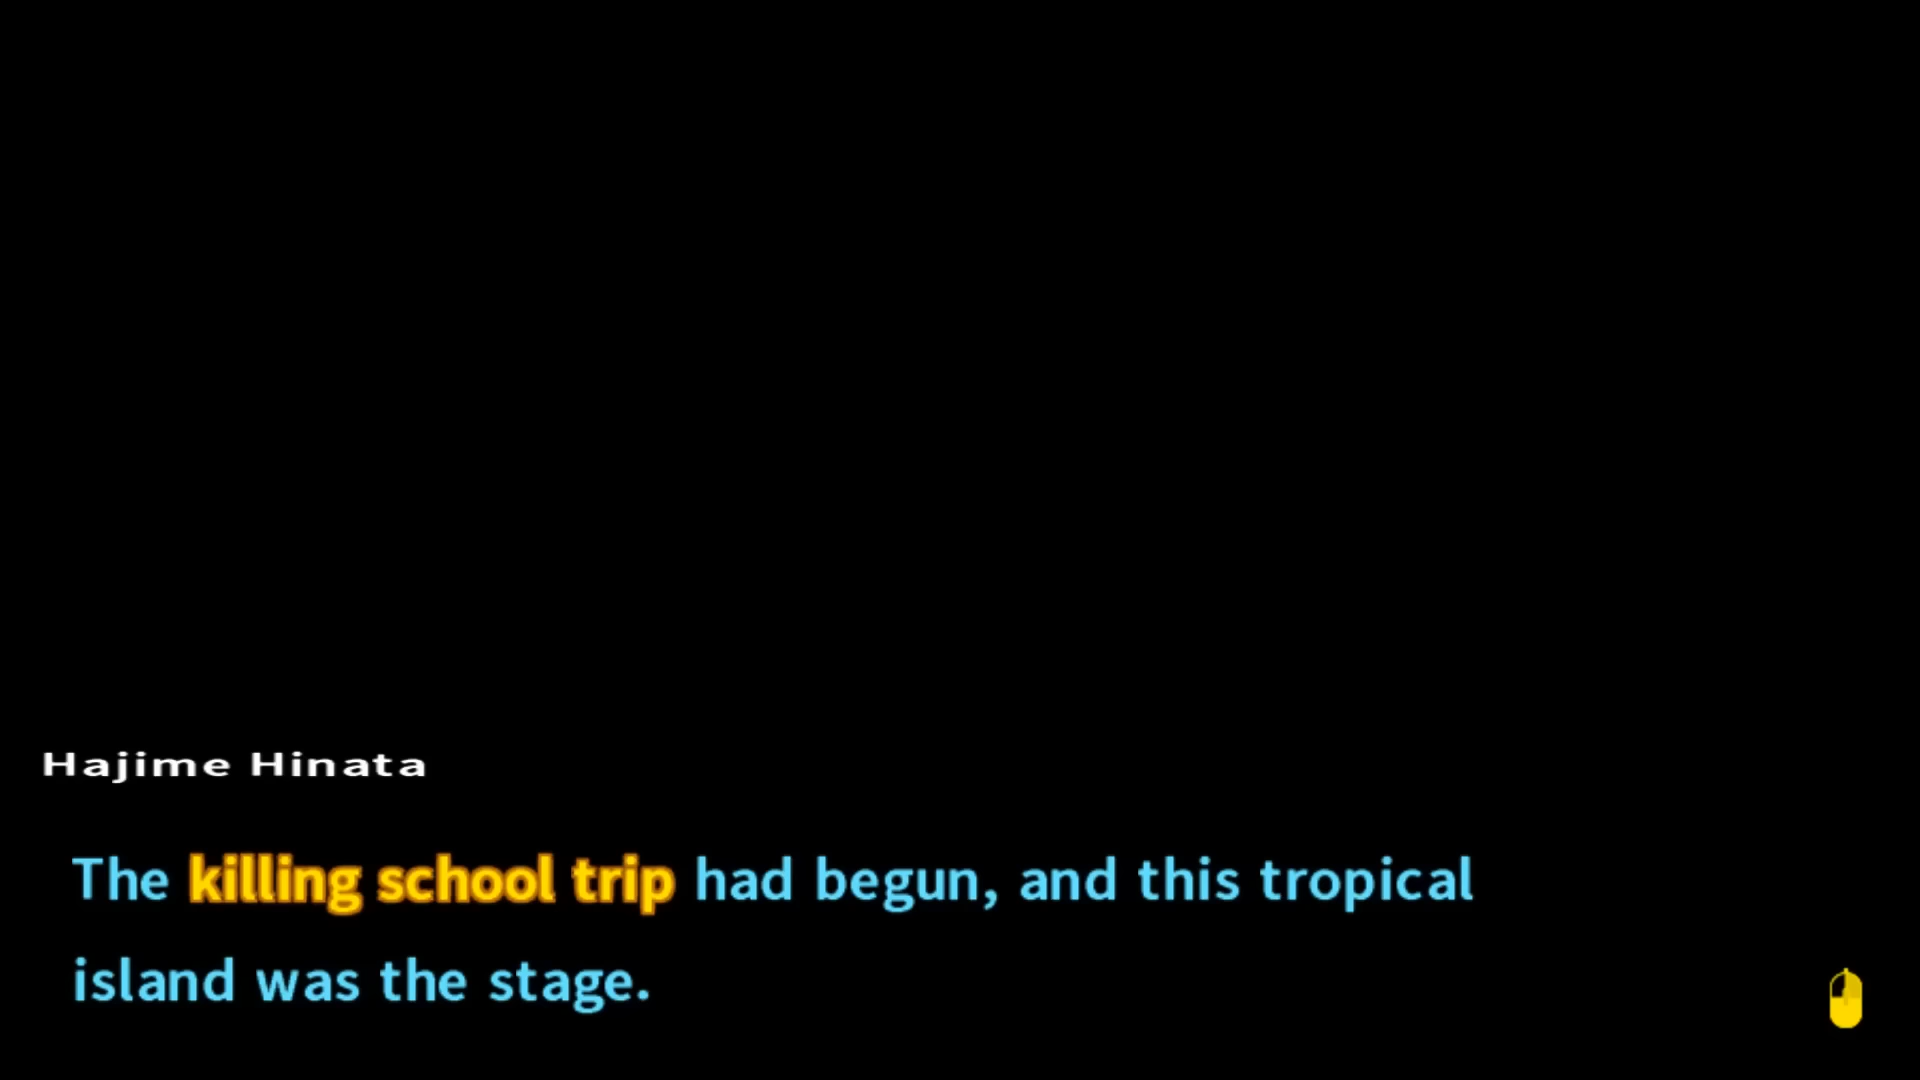 Hajime Hinata
The killing school trip had begun, and this tropical
island was the stage.